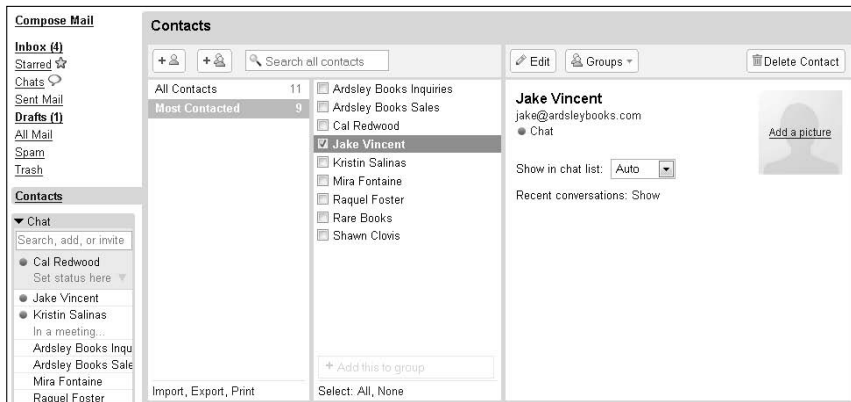 Compose Mail
Inbox (4)
Starred
Chats
Sent Mail
Drafts (1)
All Mail
Spam
Trash
Contacts
Chat
Search, add, or invite
Cal Redwood
Set status here
Jake Vincent
Kristin Salinas
In a meeting...
Ardsley Books Inqu
Ardsley Books Sale
Mira Fontaine
Raquel Foster
Contacts
Search all contacts
All Contacts 11
Most Contacted 9
Import, Export, Print
Ardsley Books Inquiries
Ardsley Books Sales
Cal Redwood
Jake Vincent
Kristin Salinas
Mira Fontaine
Raquel Foster
Rare Books
Shawn Clovis
+ Add this to group
Select: All, None
Edit Groups Delete Contact
Jake Vincent
jake@ardsleybooks.com
Chat
Add a picture
Show in chat list: Auto
Recent conversations: Show